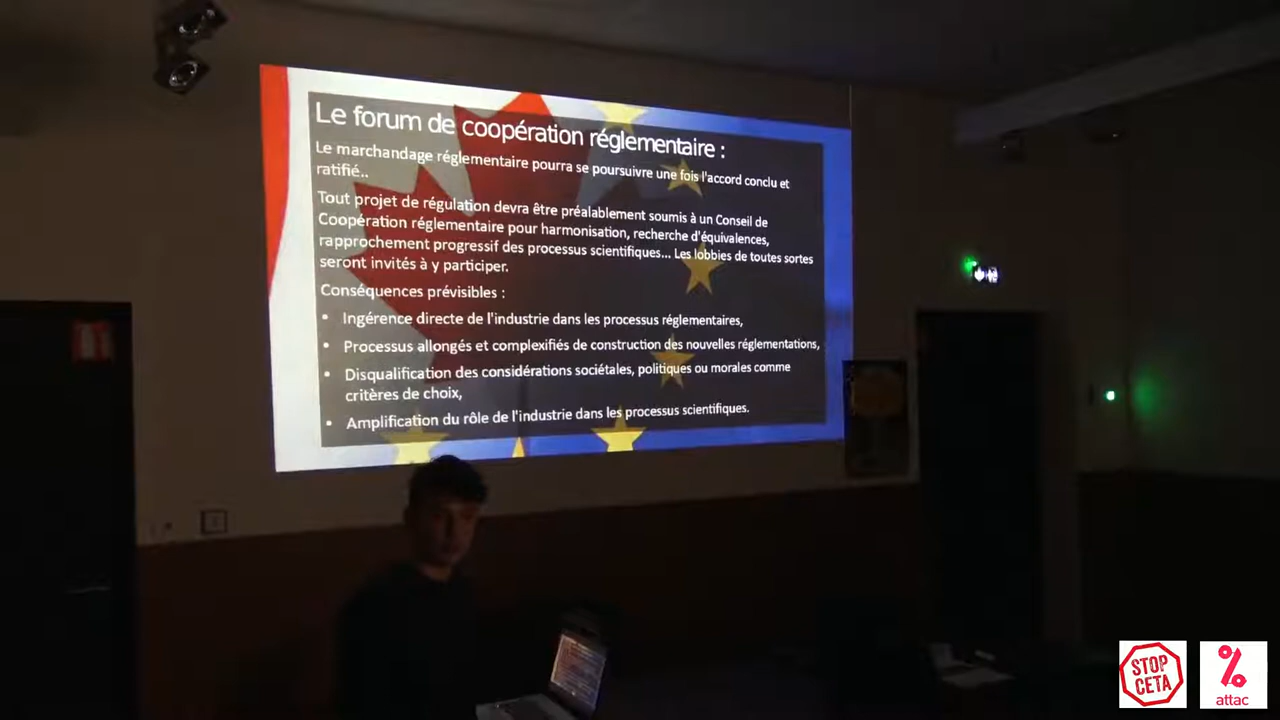 Le forum de coopération réglementaire :
Le marchandage réglementaire pourra se poursuivre une fois l'accord conclu et
ratifié..
Tout projet de régulation devra être préalablement soumis à un Conseil de
Coopération réglementaire pour harmonisation, recherche d'équivalences,
rapprochement progressif des processus scientifiques... Les lobbies de toutes sortes
seront invités à y participer.
Conséquences prévisibles :
• Ingérence directe de l'industrie dans les processus réglementaires,
• Processus allongés et complexifiés de construction des nouvelles réglementations,
• Disqualification des considérations sociétales, politiques ou morales comme
critères de choix,
• Amplification du rôle de l'industrie dans les processus scientifiques.
STOP
CETA
%
attac